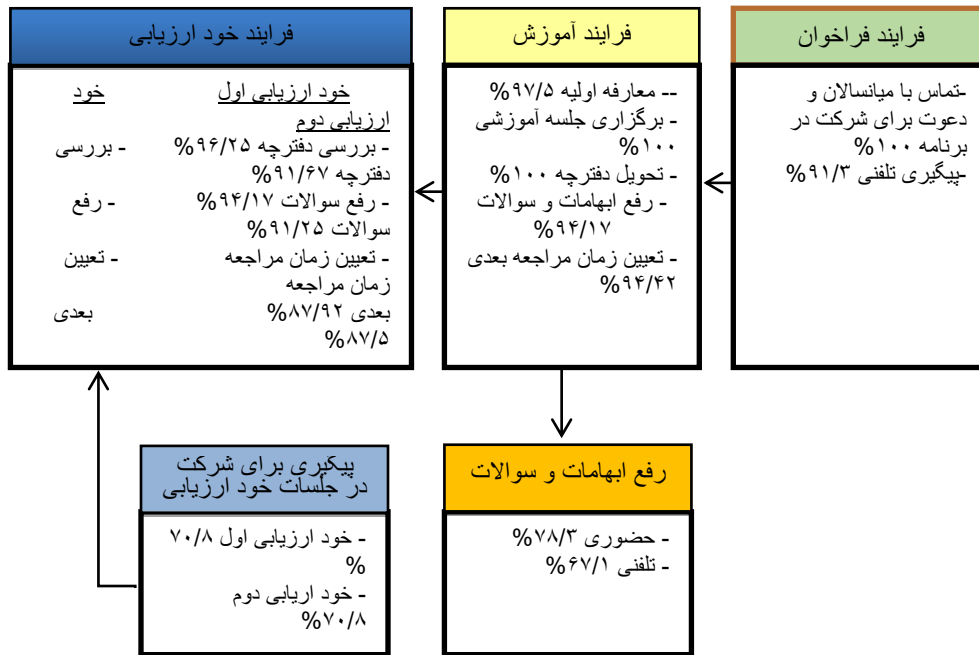 فرایند فراخوان
-تماس با میانسالان و
دعوت برای شرکت در
برنامه ۱۰۰%
-پیگیری تلفنی ۹۱/۳%
فرایند آموزش
-- معارفه اولیه ۹۷/۵%
- برگزاری جلسه آموزشی
۱۰۰%
- تحویل دفترچه ۱۰۰%
- رفع ابهامات و سوالات
۹۴/۱۷%
- تعیین زمان مراجعه بعدی
۹۴/۴۲%
فرایند خود ارزیابی
خود ارزیابی اول خود
ارزیابی دوم
- بررسی دفترچه ۹۶/۲۵% - بررسی
دفترچه ۹۱/۶۷%
- رفع سوالات ۹۴/۱۷% - رفع
سوالات ۹۱/۲۵%
- تعیین زمان مراجعه - تعیین
زمان مراجعه
بعدی ۸۷/۹۲% بعدی
۸۷/۵%
رفع ابهامات و سوالات
- حضوری ۷۸/۳%
- تلفنی ۶۷/۱%
پیگیری برای شرکت
در جلسات خود ارزیابی
- خود ارزیابی اول ۷۰/۸
%
- خود اریابی دوم
۷۰/۸%